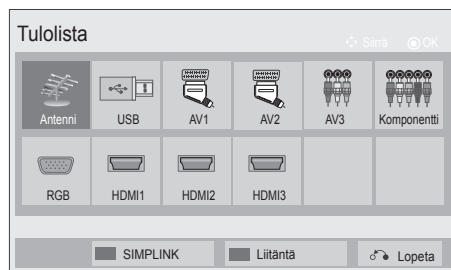 Tulolista
Siirrä OK
Antenni USB AV1 AV2 AV3 Komponentti
RGB HDMI1 HDMI2 HDMI3
SIMPLINK Liitäntä Lopeta